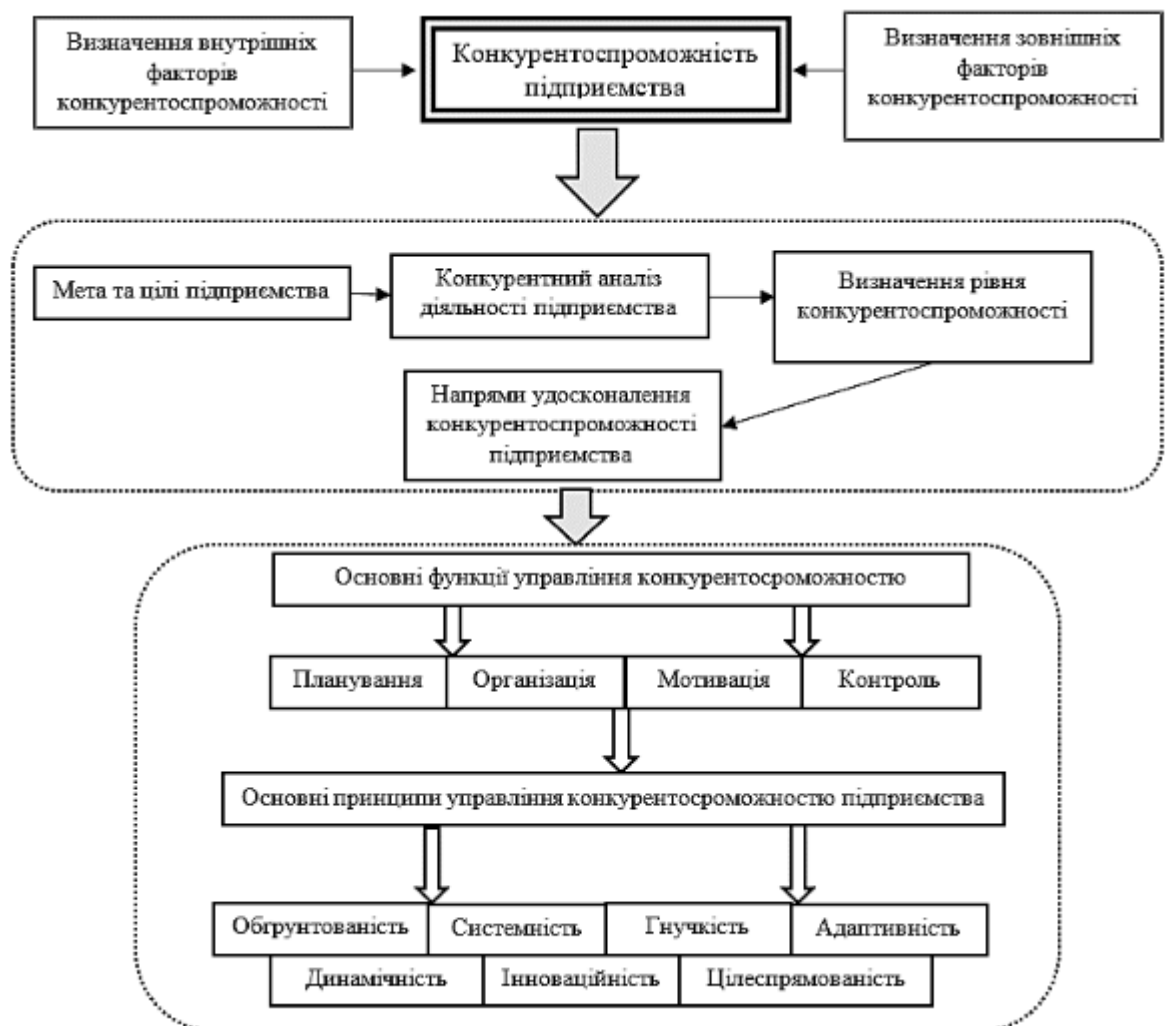 Визначення внутрішніх
факторів
конкурентоспроможності
Конкурентоспроможність
підприємства
Визначення зовнішніх
факторів
конкурентоспроможності
Мета та цілі підприємства
Конкурентний аналіз
діяльності підприємства
Визначення рівня
конкурентоспроможності
Напрями удосконалення
конкурентоспроможності
підприємства
Основні функції управління конкурентосроможностю
Планування
Організація
Мотивація
Контроль
Основні принципи управління конкурентосроможностю підприємства
Обґрунтованість
Системність
Гнучкість
Адаптивність
Динамічність
Інноваційність
Цілеспрямованість